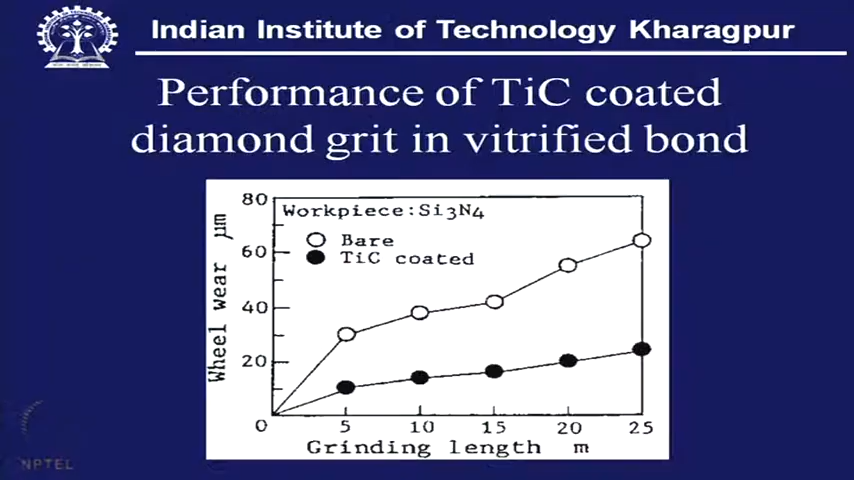 Indian Institute of Technology Kharagpur
Performance of TiC coated
diamond grit in vitrified bond
Workpiece:Si3N4
Bare
TiC coated
Wheel wear µm
80
60
40
20
0
5 10 15 20 25
Grinding length m
NPTEL